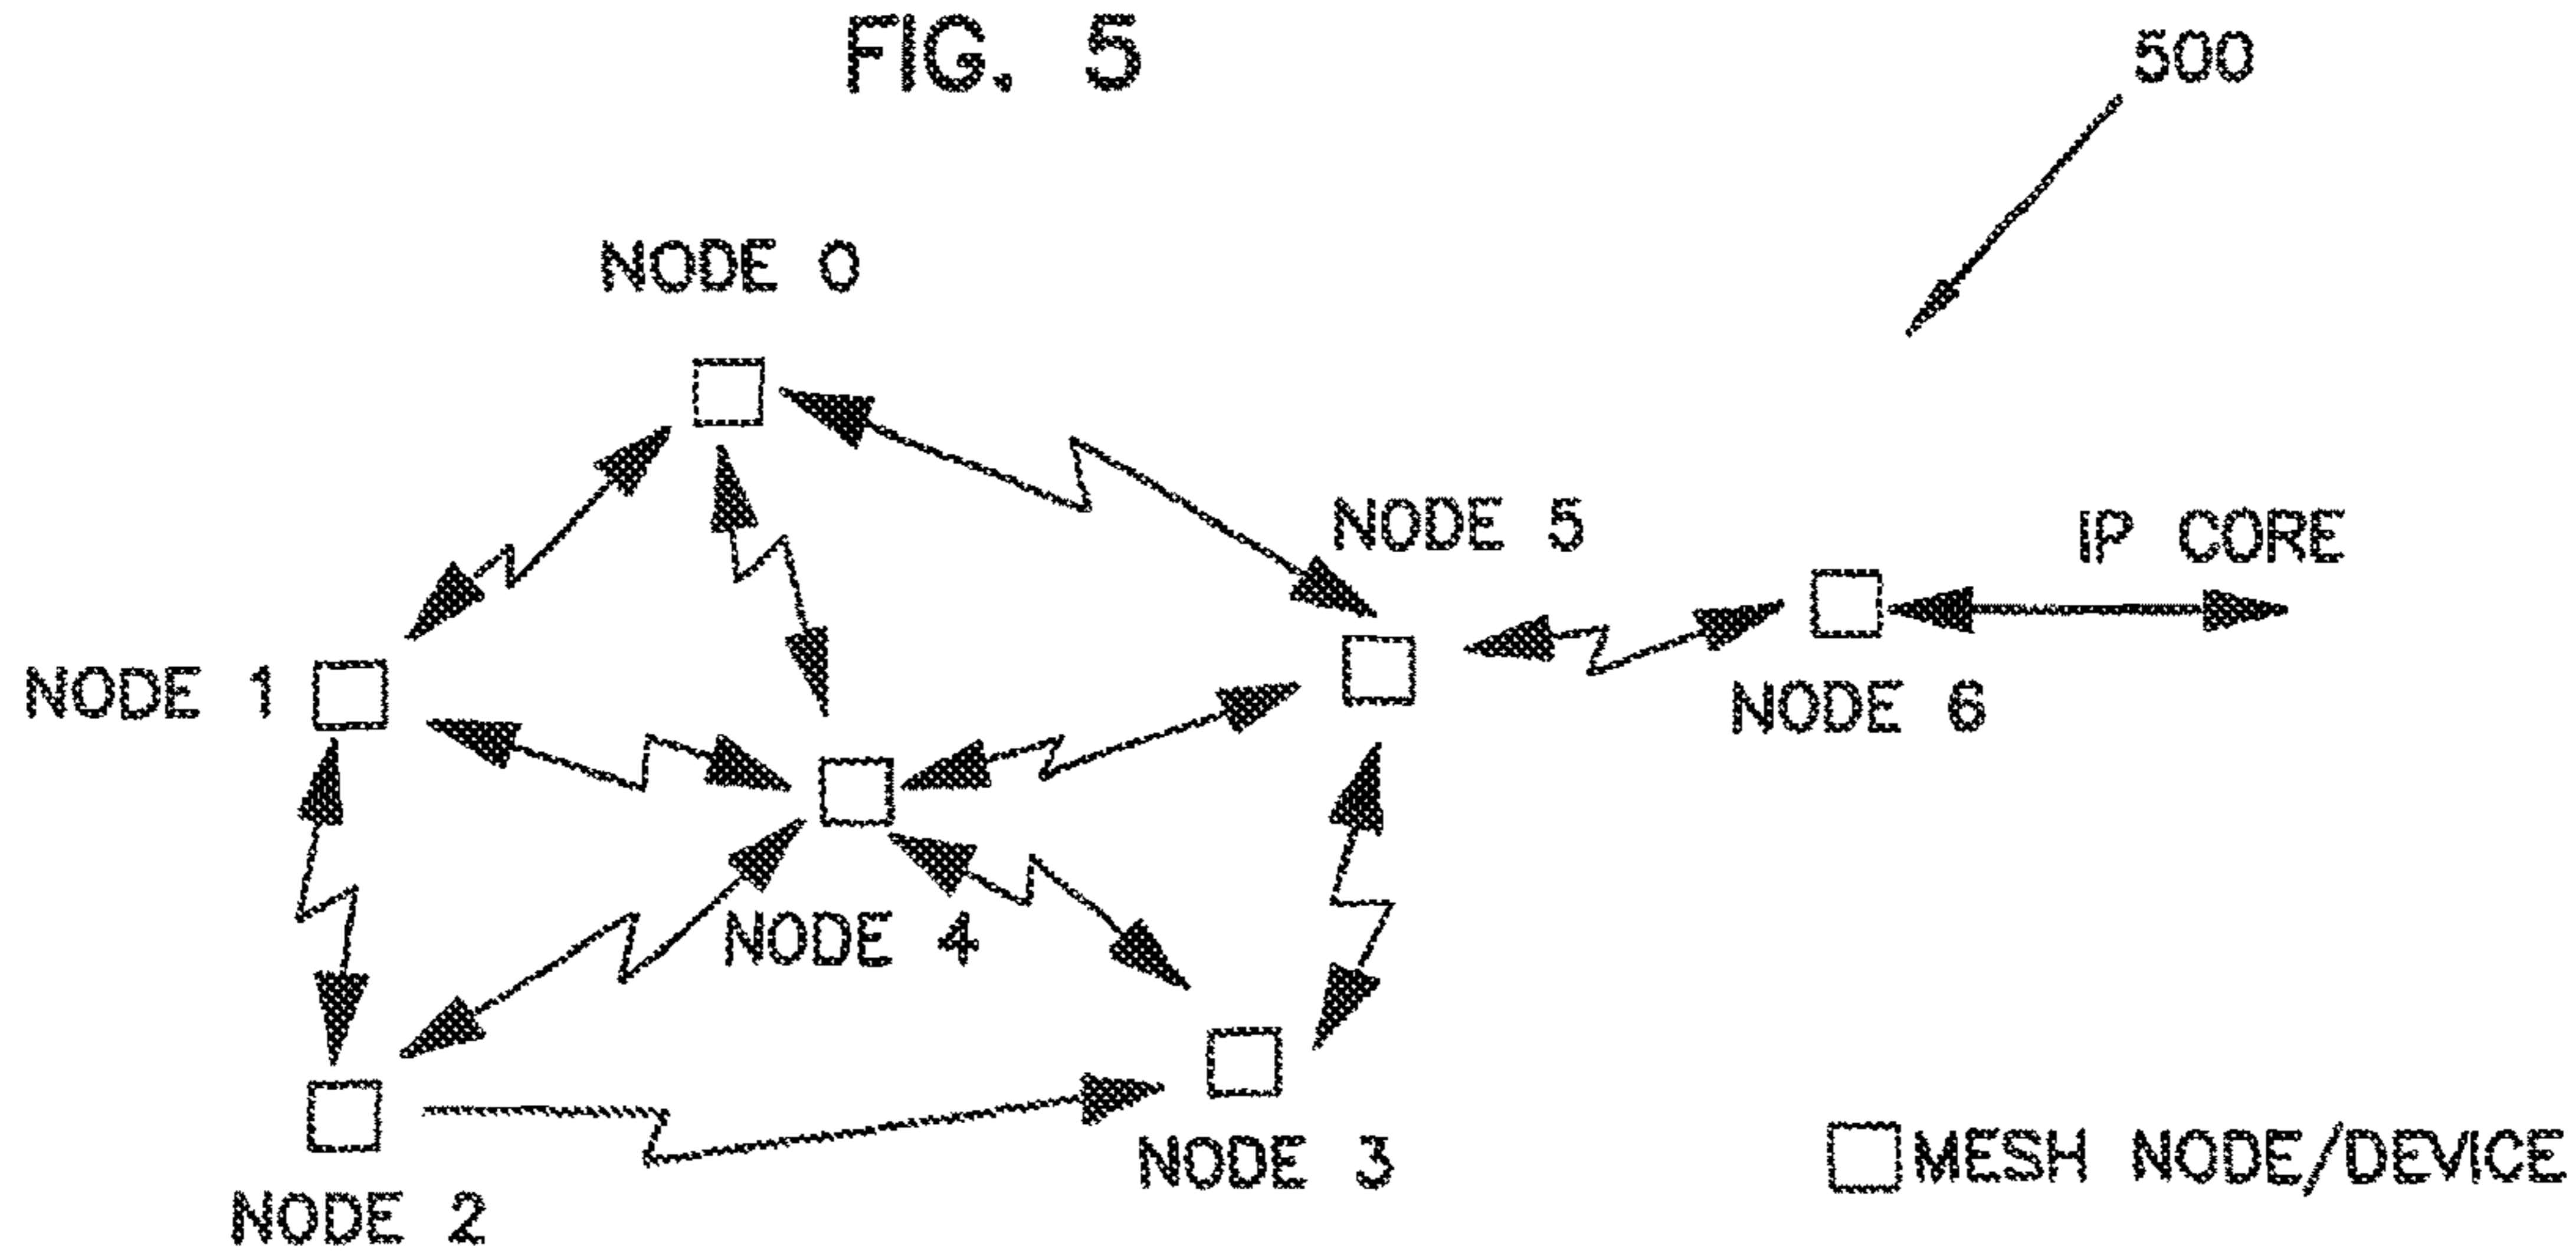 FIG. 5
500
NODE 0
NODE 5
IP CORE
NODE 1
NODE 6
NODE 4
NODE 3
MESH NODE/DEVICE
NODE 2